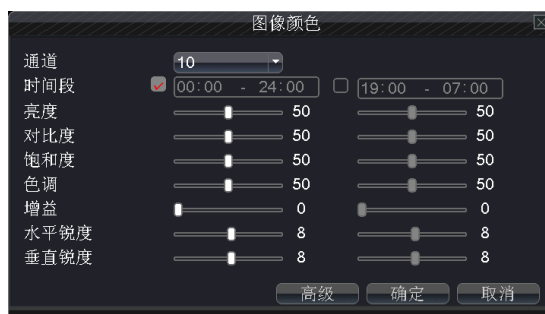 图像颜色
通道 10
时间段 00:00 - 24:00 19:00 - 07:00
亮度 50 50
对比度 50 50
饱和度 50 50
色调 50 50
增益 0 0
水平锐度 8 8
垂直锐度 8 8
高级 确定 取消